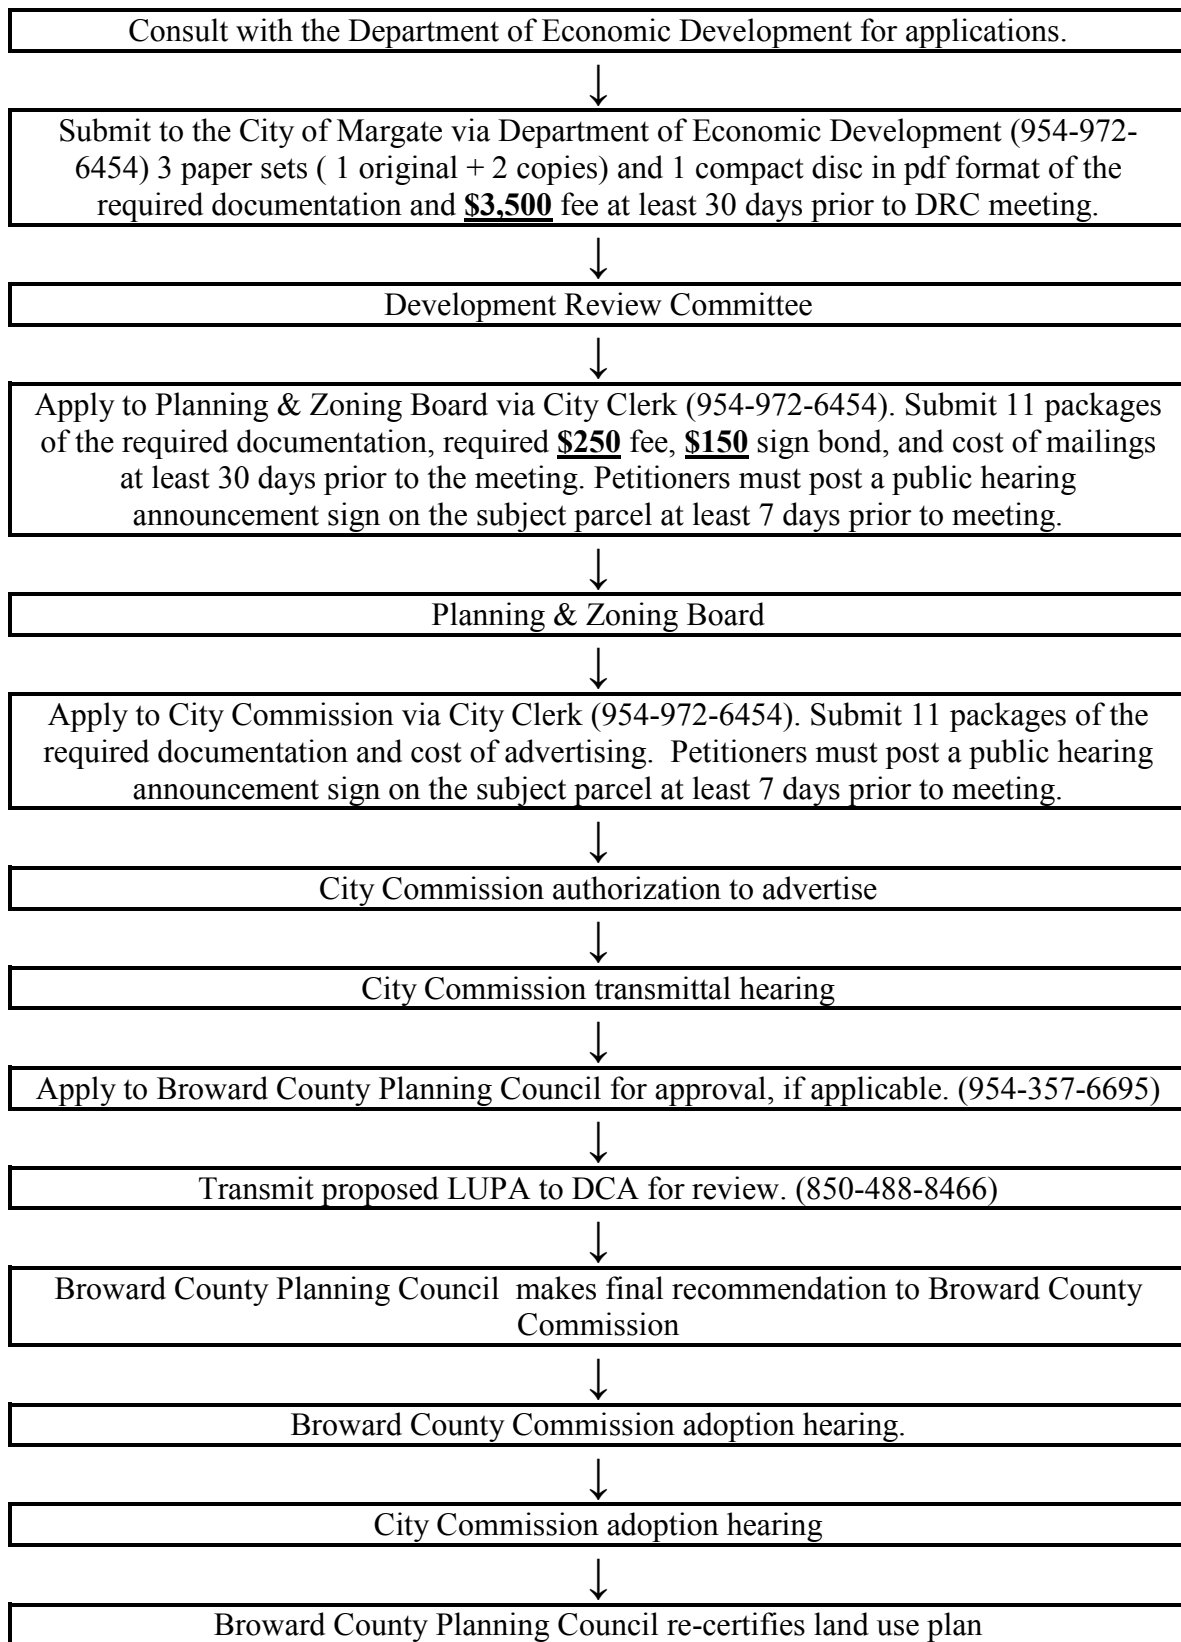 Consult with the Department of Economic Development for applications.
↓
Submit to the City of Margate via Department of Economic Development (954-972-
6454) 3 paper sets ( 1 original + 2 copies) and 1 compact disc in pdf format of the
required documentation and $3,500 fee at least 30 days prior to DRC meeting.
↓
Development Review Committee
↓
Apply to Planning & Zoning Board via City Clerk (954-972-6454). Submit 11 packages
of the required documentation, required $250 fee, $150 sign bond, and cost of mailings
at least 30 days prior to the meeting. Petitioners must post a public hearing
announcement sign on the subject parcel at least 7 days prior to meeting.
↓
Planning & Zoning Board
↓
Apply to City Commission via City Clerk (954-972-6454). Submit 11 packages of the
required documentation and cost of advertising.  Petitioners must post a public hearing
announcement sign on the subject parcel at least 7 days prior to meeting.
↓
City Commission authorization to advertise
↓
City Commission transmittal hearing
↓
Apply to Broward County Planning Council for approval, if applicable. (954-357-6695)
↓
Transmit proposed LUPA to DCA for review. (850-488-8466)
↓
Broward County Planning Council  makes final recommendation to Broward County
Commission
↓
Broward County Commission adoption hearing.
↓
City Commission adoption hearing
↓
Broward County Planning Council re-certifies land use plan